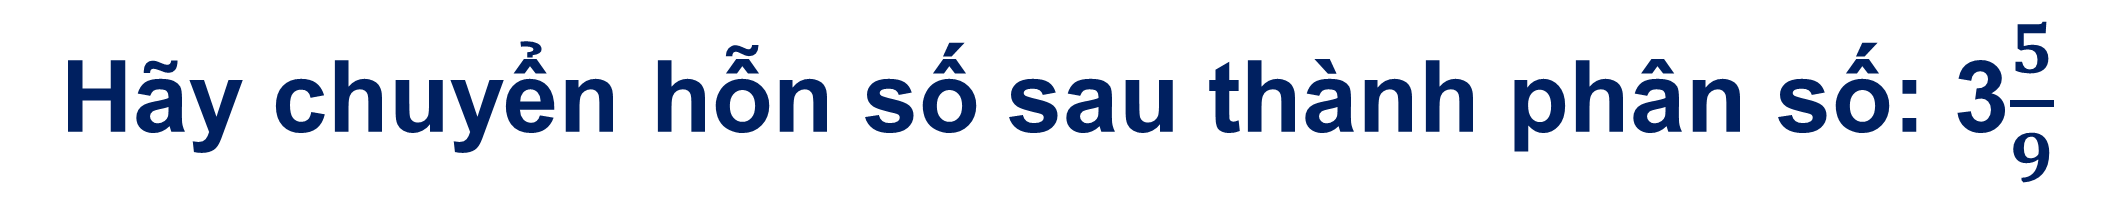 Hãy chuyển hỗn số sau thành phân số: 3 5/9